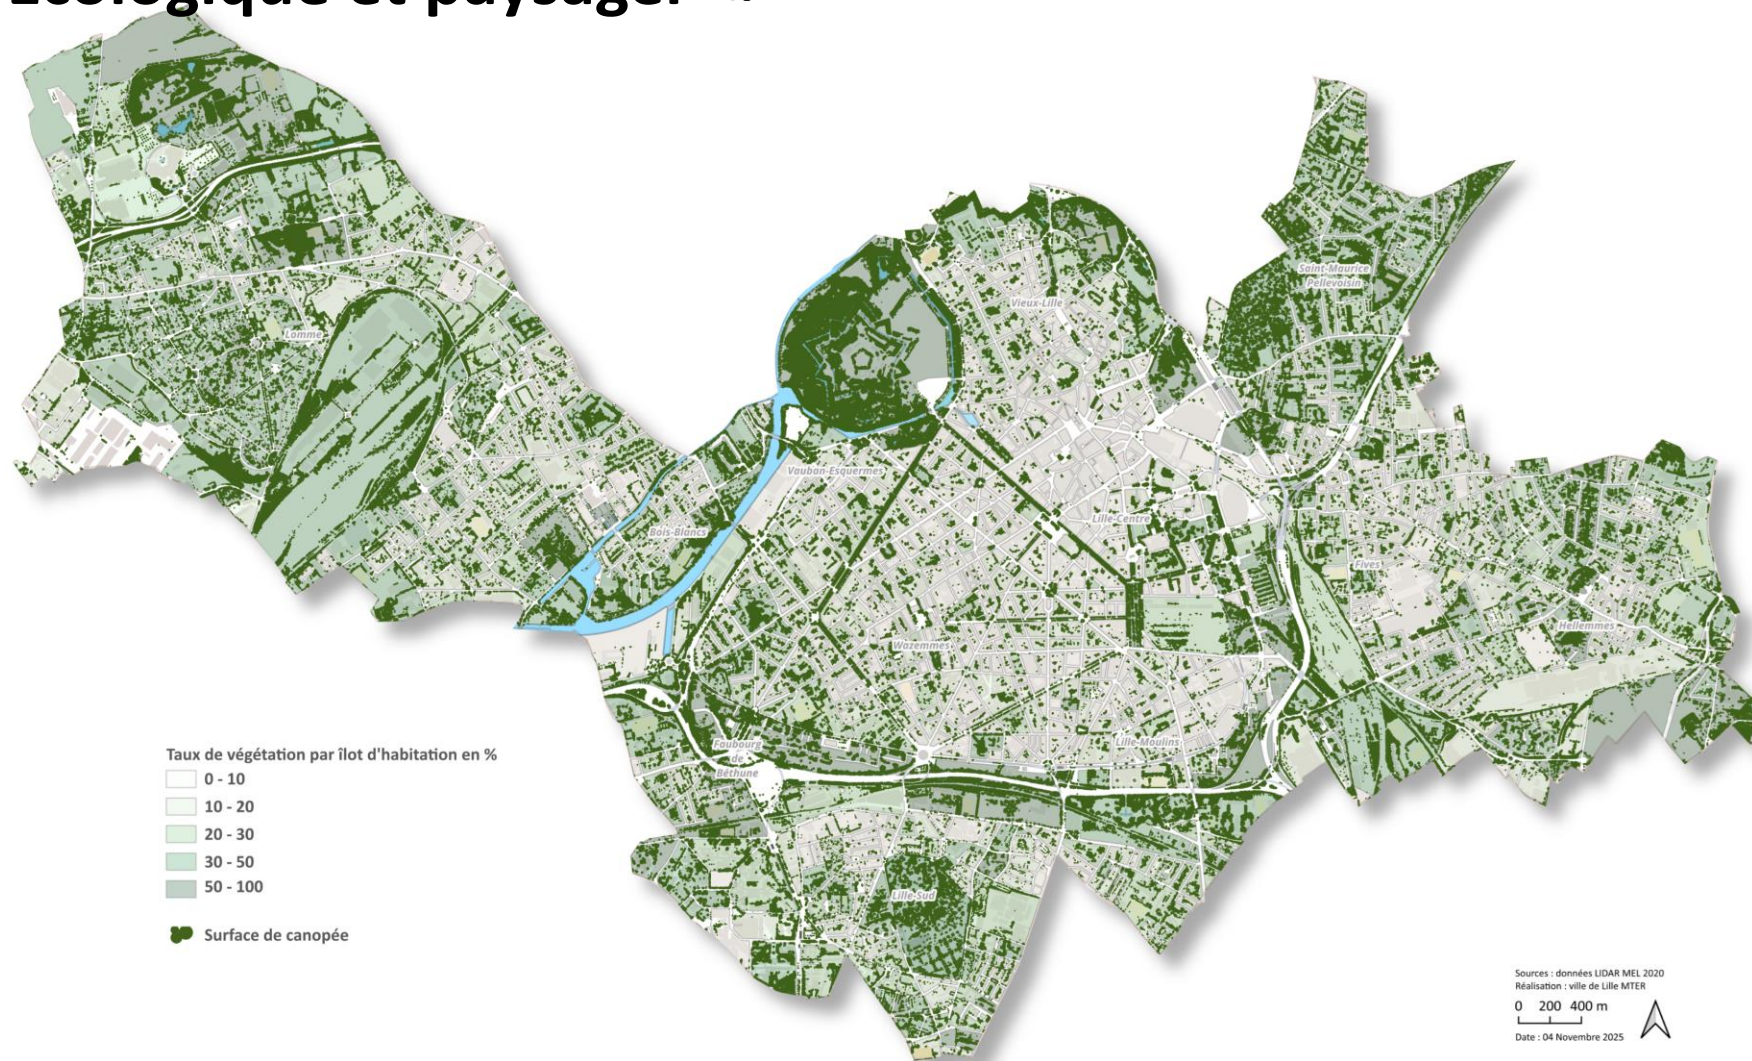 Ecologique et paysager
Saint-Maurice
Pellevoisin
Vieux-Lille
Lomme
Vauban-Esquermes
Lille-Centre
Bois-Blancs
Fives
Hellemmes
Wazemmes
Faubourg
de
Béthune
Lille-Moulins
Lille-Sud
Taux de végétation par îlot d'habitation en %
0 - 10
10 - 20
20 - 30
30 - 50
50 - 100
Surface de canopée
Sources : données LIDAR MEL 2020
Réalisation : ville de Lille MTER
0 200 400 m
Date : 04 Novembre 2025